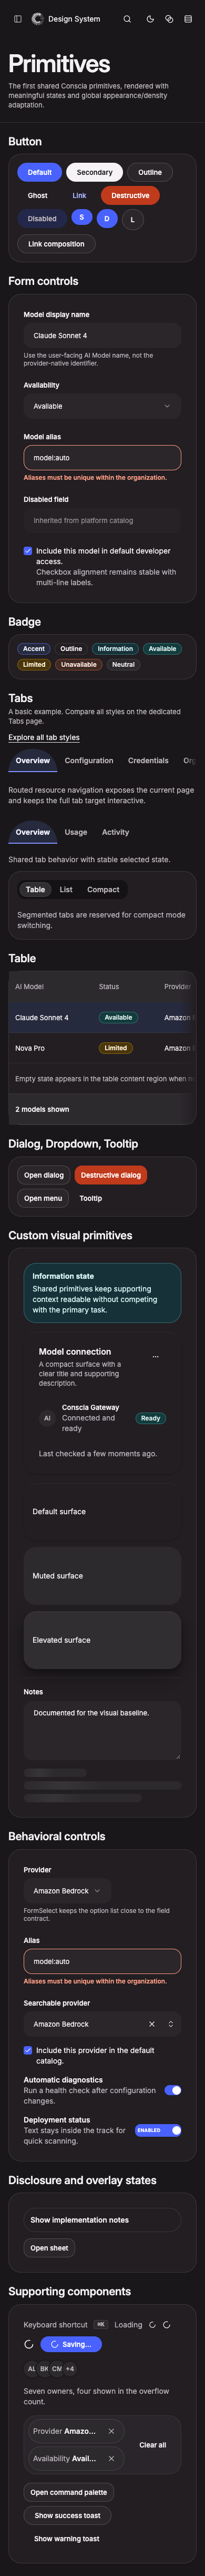 Design System
Primitives
The first shared Conscia primitives, rendered with
meaningful states and global appearance/density
adaptation.
Button
Default
Secondary
Outline
Ghost
Link
Destructive
Disabled
S
D
L
Link composition
Form controls
Model display name
Claude Sonnet 4
Use the user-facing AI Model name, not the
provider-native identifier.
Availability
Available
Model alias
model:auto
Aliases must be unique within the organization.
Disabled field
Inherited from platform catalog
Include this model in default developer
access.
Checkbox alignment remains stable with
multi-line labels.
Badge
Accent
Outline
Information
Available
Limited
Unavailable
Neutral
Tabs
A basic example. Compare all styles on the dedicated
Tabs page.
Explore all tab styles
Overview
Configuration
Credentials
Routed resource navigation exposes the current page
and keeps the full tab target interactive.
Overview
Usage
Activity
Shared tab behavior with stable selected state.
Table
List
Compact
Segmented tabs are reserved for compact mode
switching.
Table
AI Model
Status
Provider
Claude Sonnet 4
Available
Amazon
Nova Pro
Limited
Amazon
Empty state appears in the table content region when
2 models shown
Dialog, Dropdown, Tooltip
Open dialog
Destructive dialog
Open menu
Tooltip
Custom visual primitives
Information state
Shared primitives keep supporting
context readable without competing
with the primary task.
Model connection
...
A compact surface with a
clear title and supporting
description.
AI
Conscia Gateway
Connected and
ready
Ready
Last checked a few moments ago.
Default surface
Muted surface
Elevated surface
Notes
Documented for the visual baseline.
Behavioral controls
Provider
Amazon Bedrock
FormSelect keeps the option list close to the field
contract.
Alias
model:auto
Aliases must be unique within the organization.
Searchable provider
Amazon Bedrock
Include this provider in the default
catalog.
Automatic diagnostics
Run a health check after configuration
changes.
Deployment status
Text stays inside the track for
quick scanning.
ENABLED
Disclosure and overlay states
Show implementation notes
Open sheet
Supporting components
Keyboard shortcut
⌘K
Loading
Saving...
AL
BK
CM
+4
Seven owners, four shown in the overflow
count.
Provider Amazo...
Availability Avail...
Clear all
Open command palette
Show success toast
Show warning toast